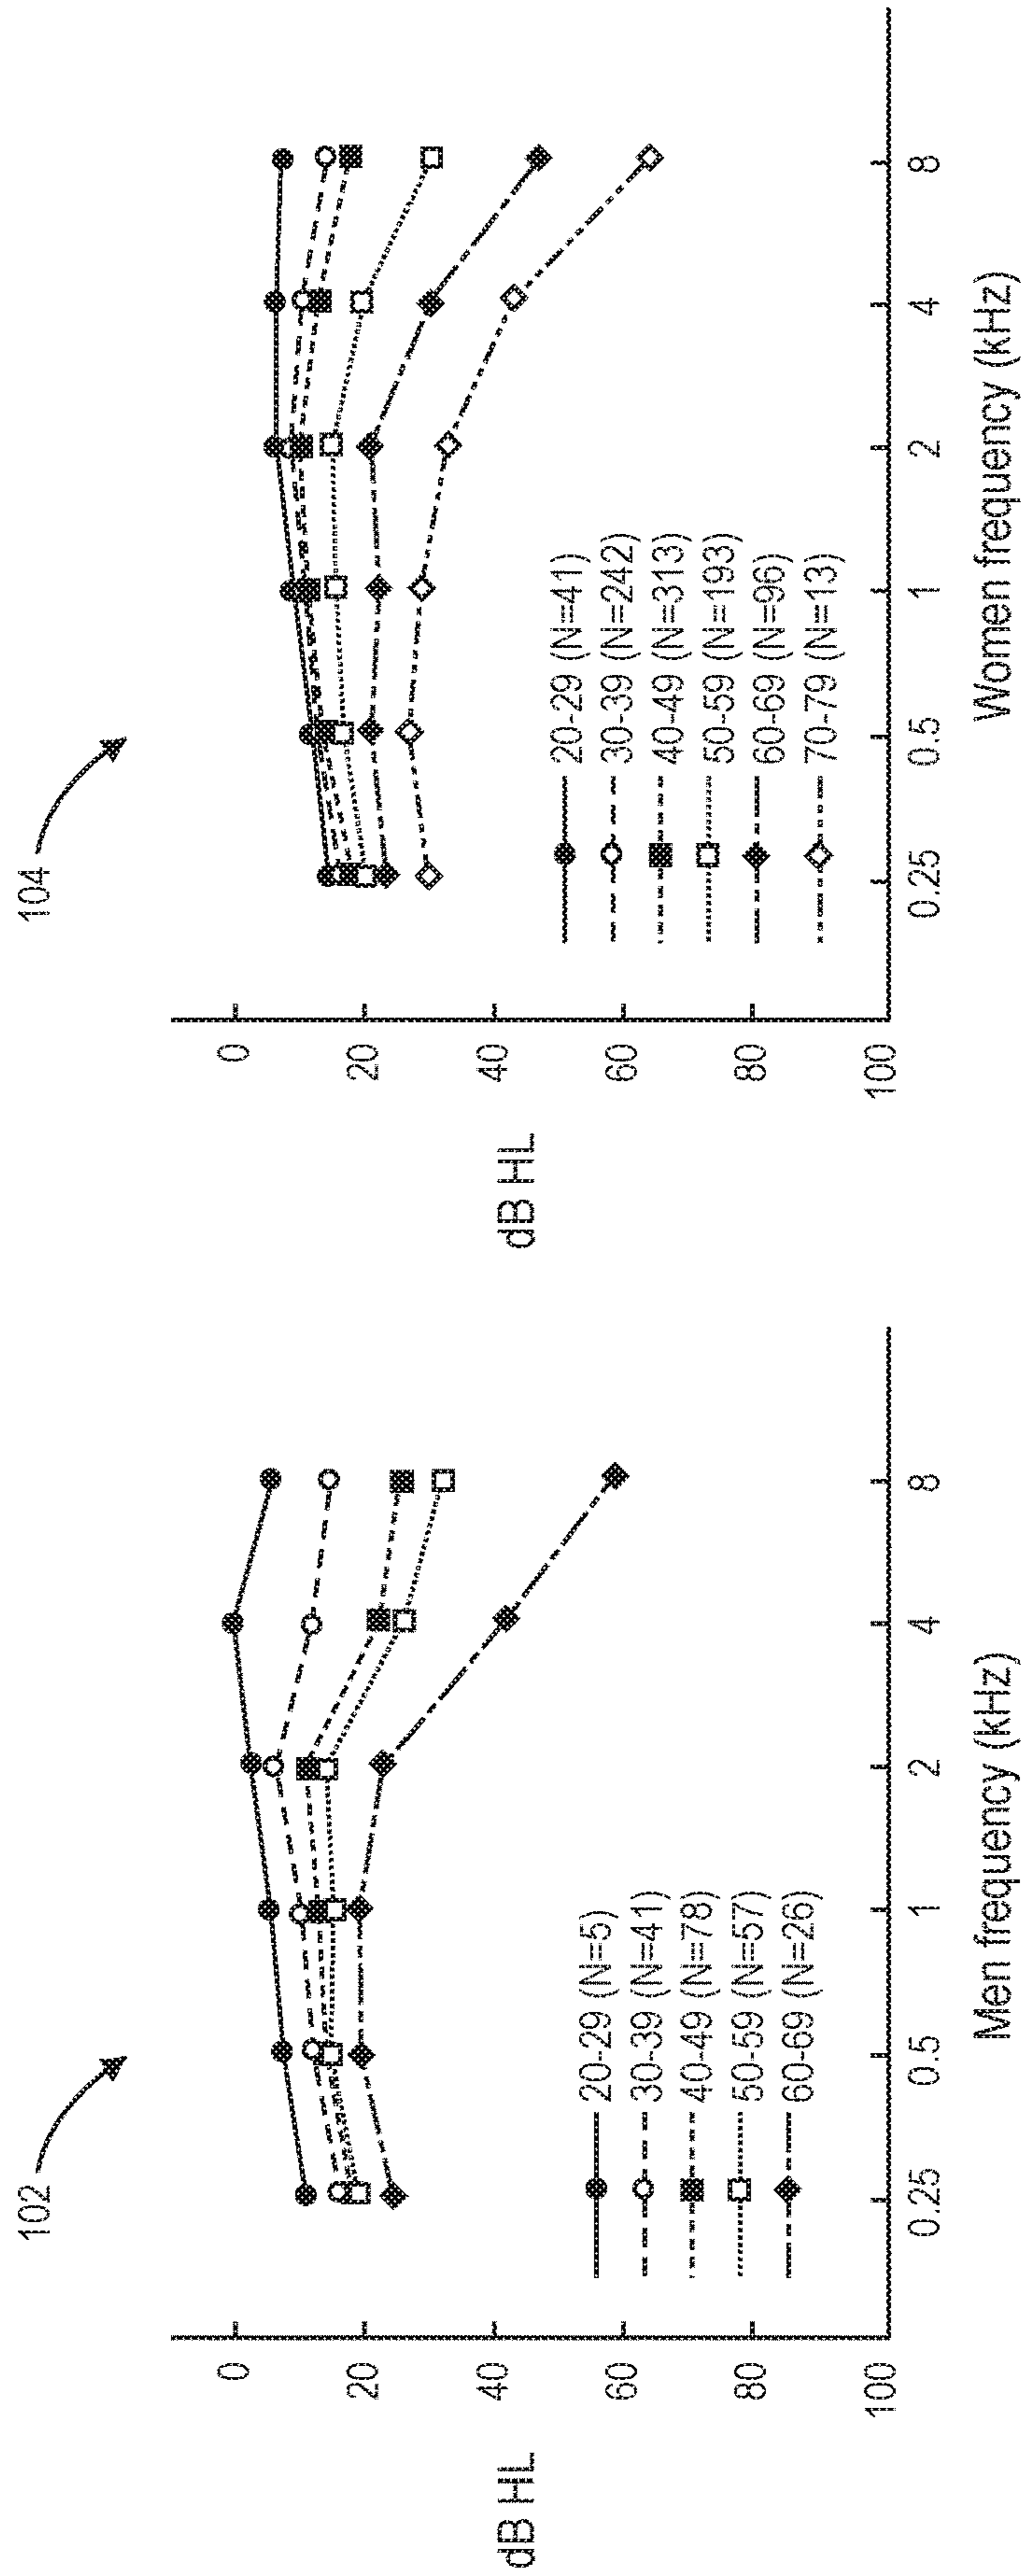 102
dB HL
0
20
40
60
80
100
20-29 (N=5)
30-39 (N=41)
40-49 (N=78)
50-59 (N=57)
60-69 (N=26)
0.25
0.5
1
2
4
8
Men frequency (kHz)
104
dB HL
0
20
40
60
80
100
20-29 (N=41)
30-39 (N=242)
40-49 (N=313)
50-59 (N=193)
60-69 (N=96)
70-79 (N=13)
0.25
0.5
1
2
4
8
Women frequency (kHz)